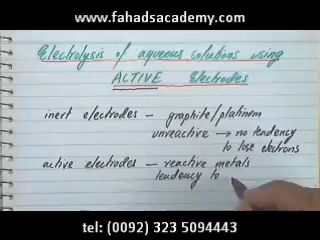 www.fahadsacademy.com
Electrolysis of aqueous solutions using
ACTIVE Electrodes
inert electrodes - graphite/platinum
unreactive → no tendency
to lose electrons
active electrodes - reactive metals
tendency to
tel: (0092) 323 5094443